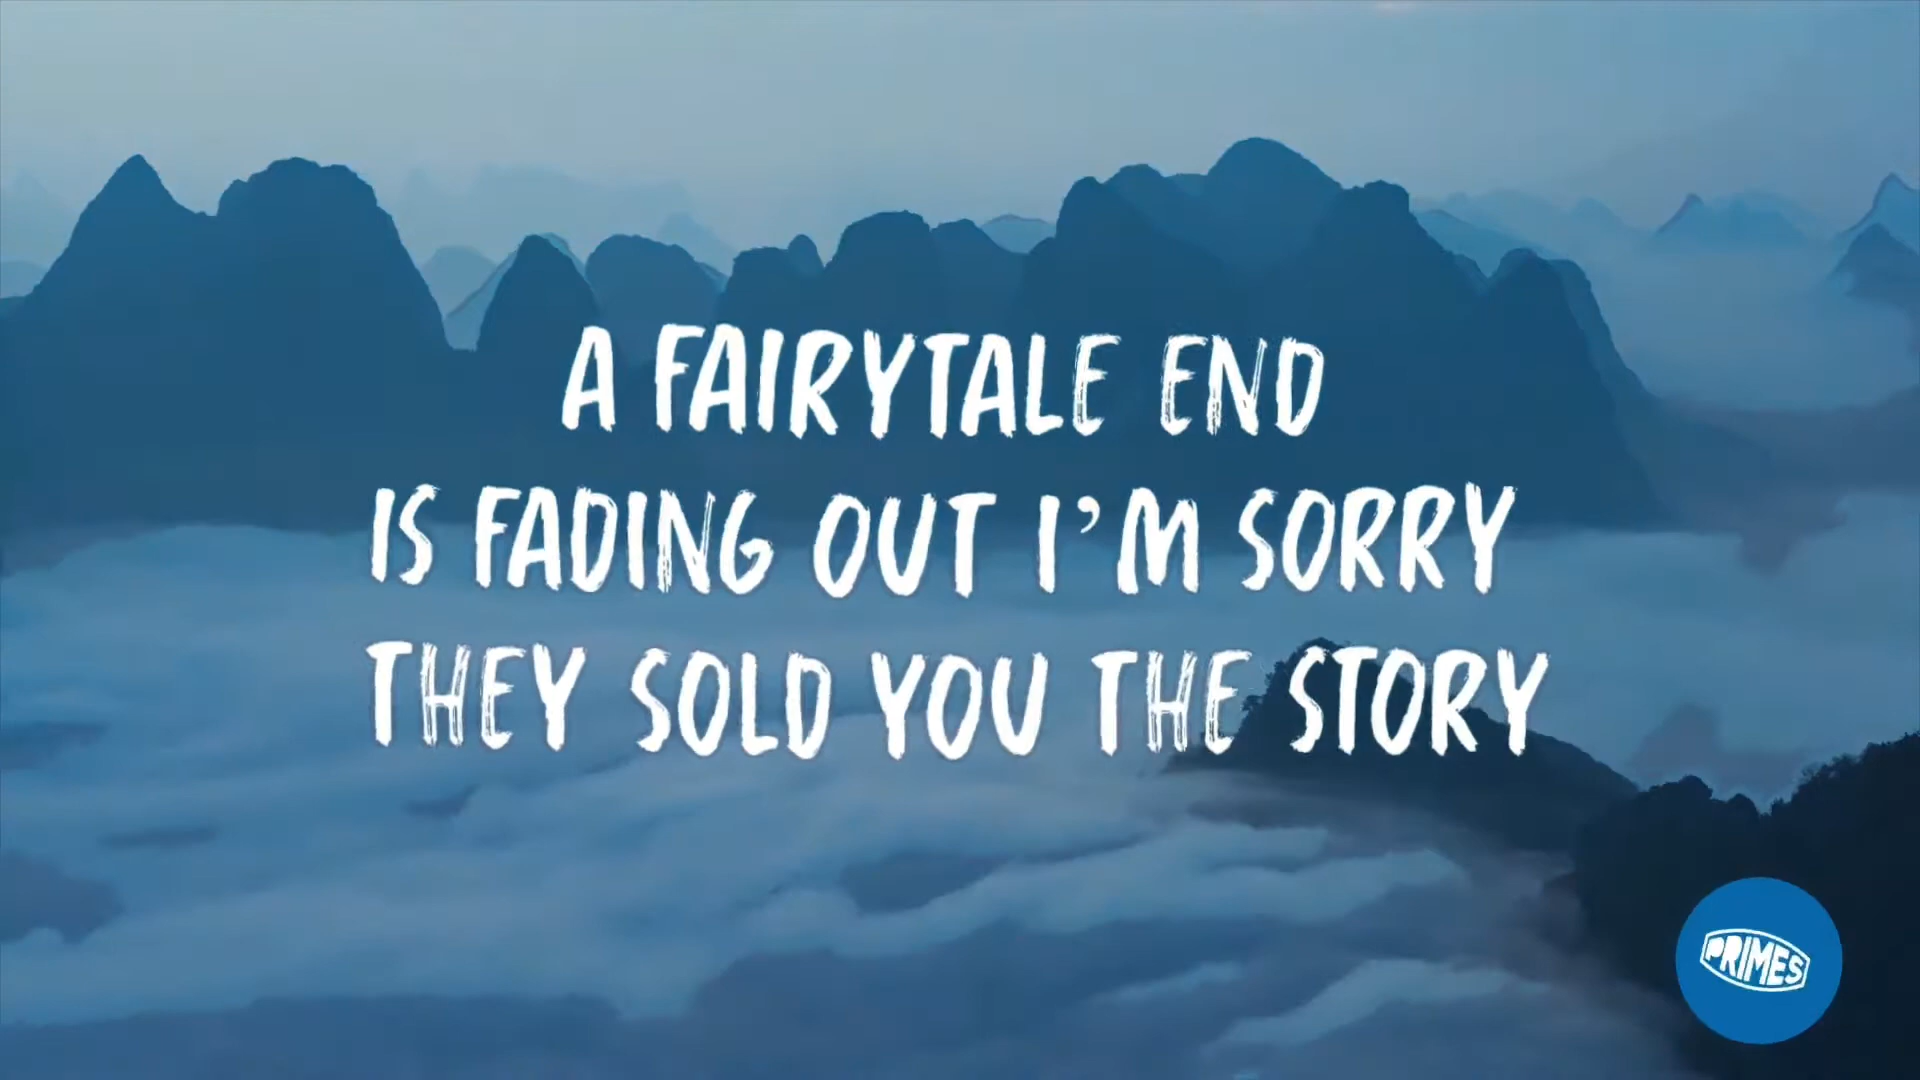 A FAIRYTALE END
IS FADING OUT I'M SORRY
THEY SOLD YOU THE STORY
PRIMES